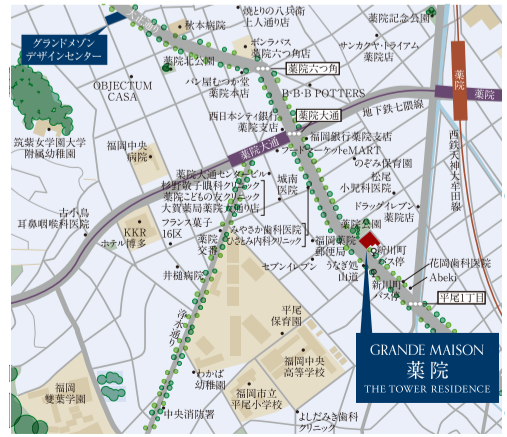 焼とりの八兵衛
上人通り店
秋本病院
薬院記念公園
グランドメゾン
デザインセンター
ボンラパス
薬院六つ角店
サンカクヤ・トライアム
薬院店
薬院北公園
薬院六つ角
OBJECTUM
CASA
パン屋むつか堂
薬院本店
B・B・B POTTERS
薬院
薬院
西日本シティ銀行
薬院支店
薬院大通
地下鉄七隈線
筑紫女学園大学
附属幼稚園
福岡中央
病院
福岡銀行薬院支店
フードマーケットeMART
薬院大通
のぞみ保育園
西鉄天神大牟田線
薬院大通センタービル
杉野敦子眼科クリニック
薬院こどもの友クリニック
大賀薬局薬院大通り店
城南
医院
松尾
小児科医院
ドラッグイレブン
薬院店
古小烏
耳鼻咽喉科医院
フランス菓子
16区
KKR
ホテル博多
薬院
交番
みやさか歯科医院
ひさとみ内科クリニック
薬院公園
福岡薬院
郵便局
新川町
バス停
花岡歯科医院
Abeki
井槌病院
セブンイレブン
うなぎ処
山道
新川町
バス停
平尾1丁目
浄水通り
平尾
保育園
GRANDE MAISON
薬院
THE TOWER RESIDENCE
福岡中央
高等学校
わかば
幼稚園
福岡
雙葉学園
福岡市立
平尾小学校
中央消防署
よしだみき歯科
クリニック